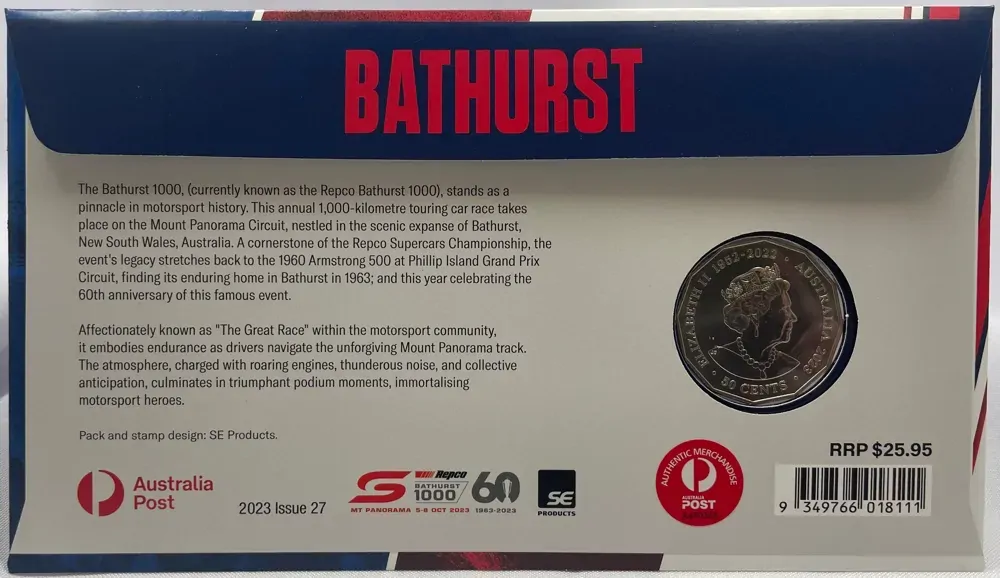 BATHURST
The Bathurst 1000, (currently known as the Repco Bathurst 1000), stands as a
pinnacle in motorsport history. This annual 1,000-kilometre touring car race takes
place on the Mount Panorama Circuit, nestled in the scenic expanse of Bathurst,
New South Wales, Australia. A cornerstone of the Repco Supercars Championship, the
event's legacy stretches back to the 1960 Armstrong 500 at Phillip Island Grand Prix
Circuit, finding its enduring home in Bathurst in 1963; and this year celebrating the
60th anniversary of this famous event.
Affectionately known as "The Great Race" within the motorsport community,
it embodies endurance as drivers navigate the unforgiving Mount Panorama track.
The atmosphere, charged with roaring engines, thunderous noise, and collective
anticipation, culminates in triumphant podium moments, immortalising
motorsport heroes.
Pack and stamp design: SE Products.
ELIZABETH II 1952-2022 · AUSTRALIA 2023 ·
50 CENTS
Australia
Post
2023 Issue 27
Repco
BATHURST
1000
MT PANORAMA 5-8 OCT 2023
60
1963-2023
SE
PRODUCTS
AUTHENTIC MERCHANDISE
AUSTRALIA
POST
RRP $25.95
9 349766 018111